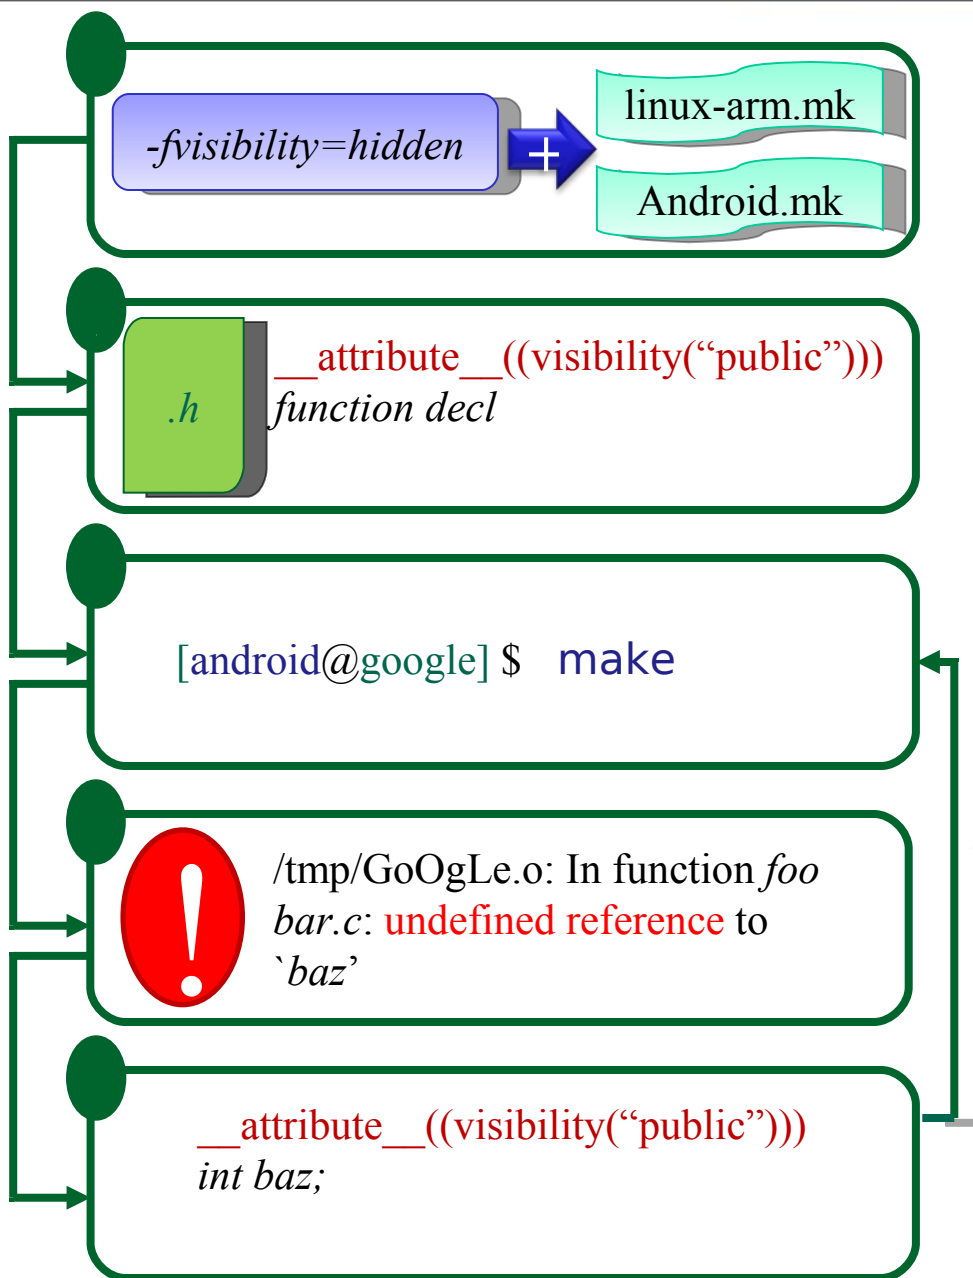 -fvisibility=hidden
+
linux-arm.mk
Android.mk
.h
__attribute__((visibility(“public”)))
function decl
[android@google] $ make
!
/tmp/GoOgLe.o: In function foo
bar.c: undefined reference to
`baz’
__attribute__((visibility(“public”)))
int baz;